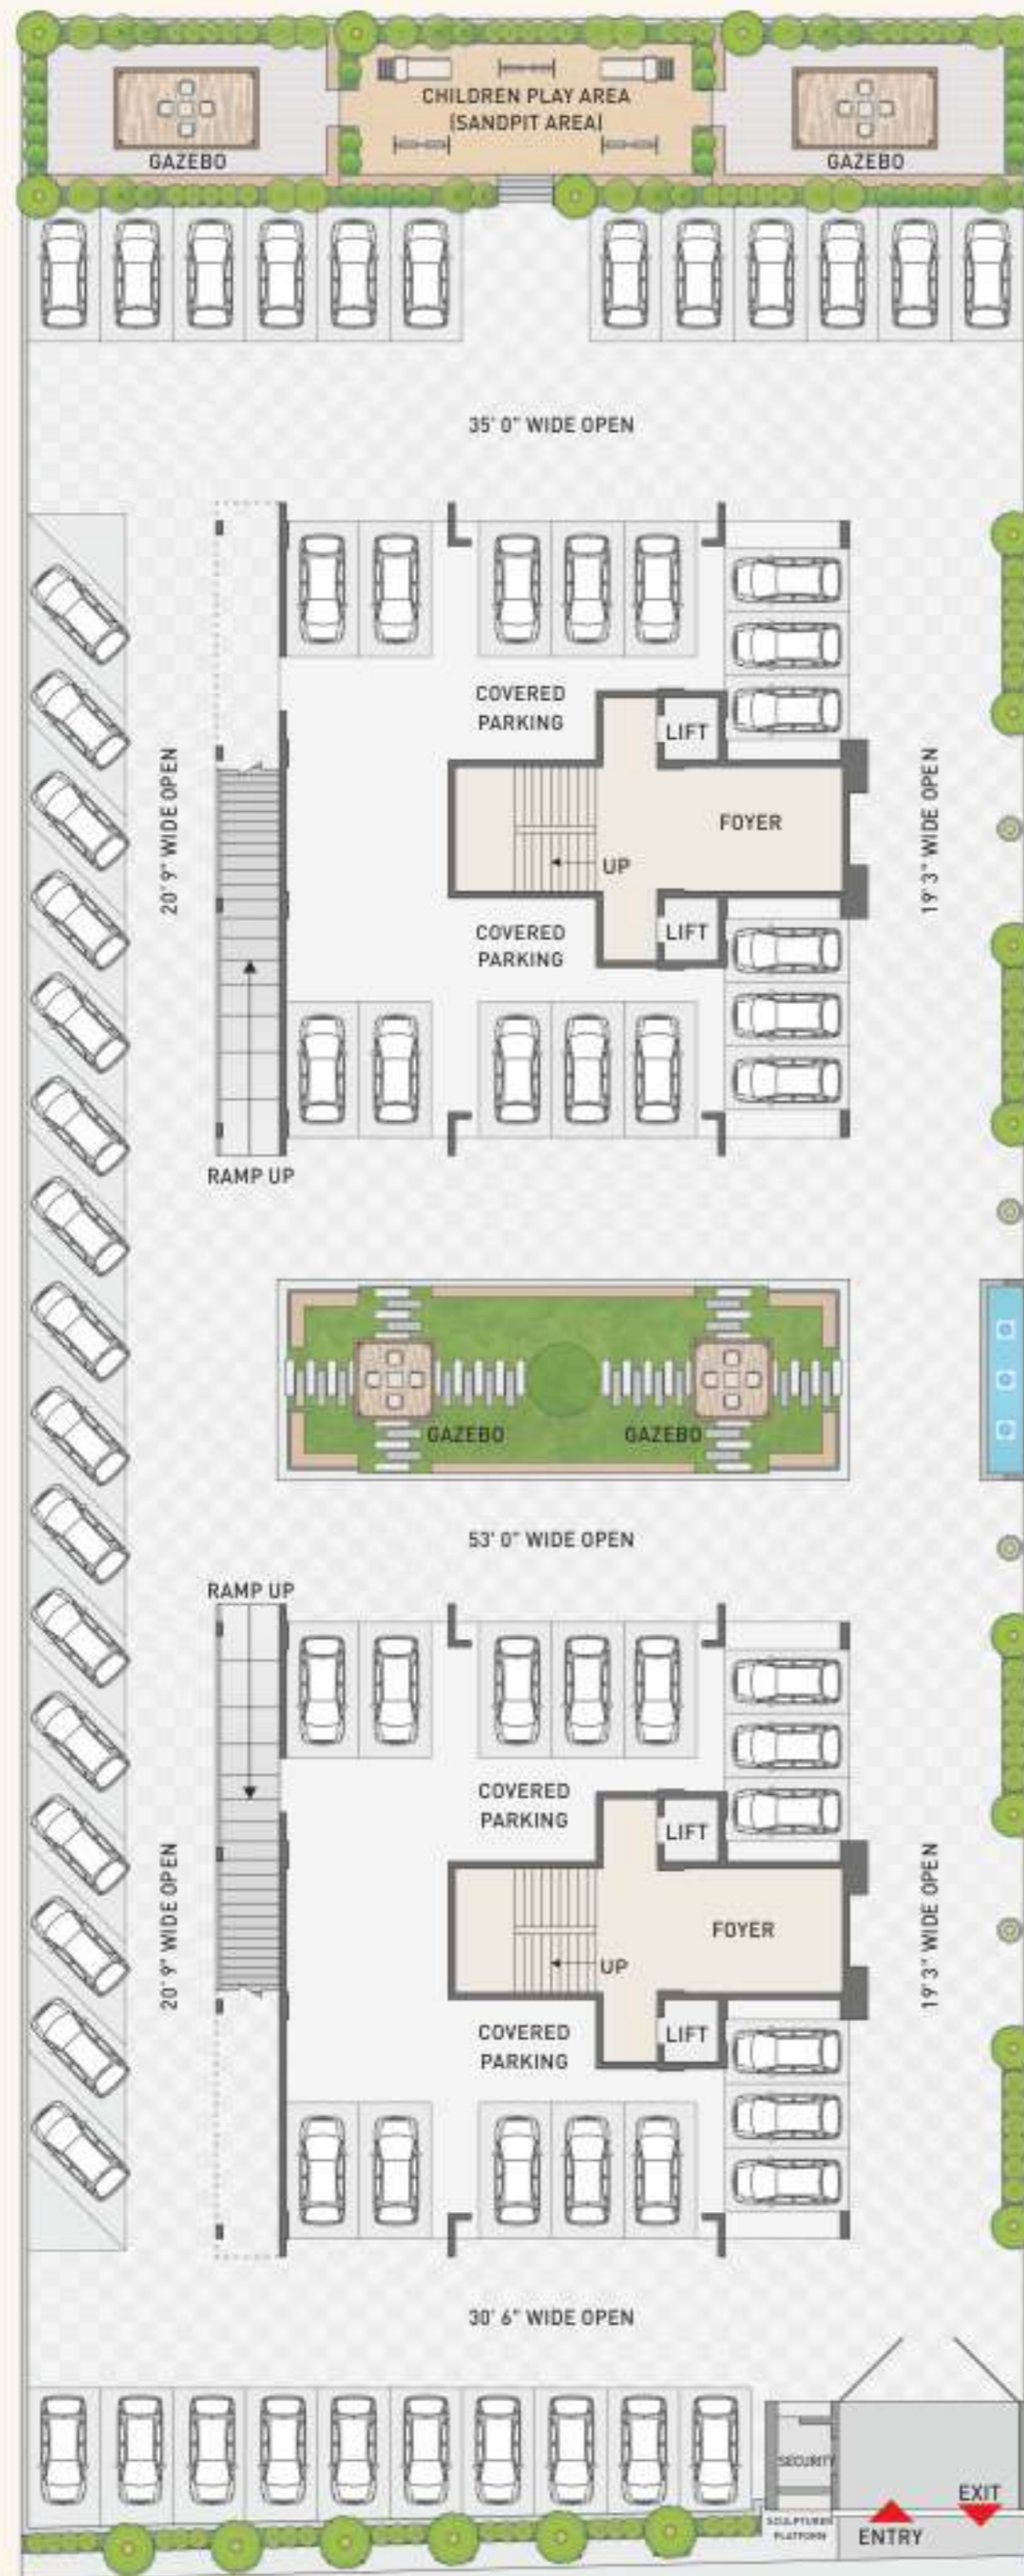 CHILDREN PLAY AREA
(SANDPIT AREA)
GAZEBO
GAZEBO
35' 0" WIDE OPEN
COVERED
PARKING
LIFT
20' 9" WIDE OPEN
19' 3" WIDE OPEN
FOYER
UP
COVERED
PARKING
LIFT
RAMP UP
GAZEBO
GAZEBO
53' 0" WIDE OPEN
RAMP UP
COVERED
PARKING
LIFT
20' 9" WIDE OPEN
19' 3" WIDE OPEN
FOYER
UP
COVERED
PARKING
LIFT
30' 6" WIDE OPEN
SECURITY
EXIT
SCULPTURES
PLATFORM
ENTRY